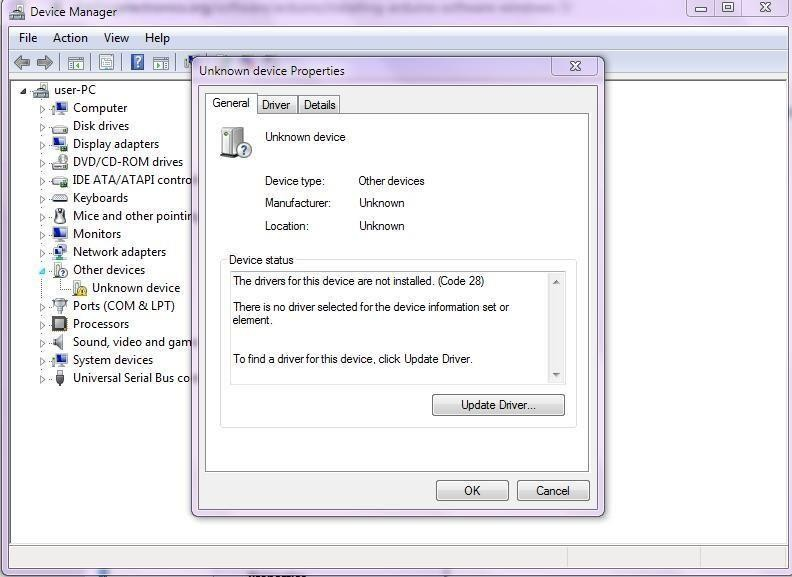 Device Manager
File Action View Help
user-PC
Computer
Disk drives
Display adapters
DVD/CD-ROM drives
IDE ATA/ATAPI contro
Keyboards
Mice and other pointin
Monitors
Network adapters
Other devices
Unknown device
Ports (COM & LPT)
Processors
Sound, video and gam
System devices
Universal Serial Bus co
Unknown device Properties
General Driver Details
Unknown device
Device type: Other devices
Manufacturer: Unknown
Location: Unknown
Device status
The drivers for this device are not installed. (Code 28)
There is no driver selected for the device information set or
element.
To find a driver for this device, click Update Driver.
Update Driver...
OK Cancel